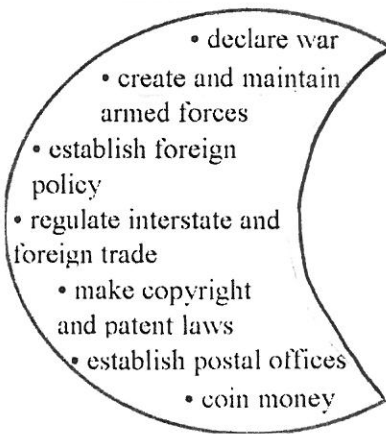 • declare war
• create and maintain
armed forces
• establish foreign
policy
• regulate interstate and
foreign trade
• make copyright
and patent laws
• establish postal offices
• coin money